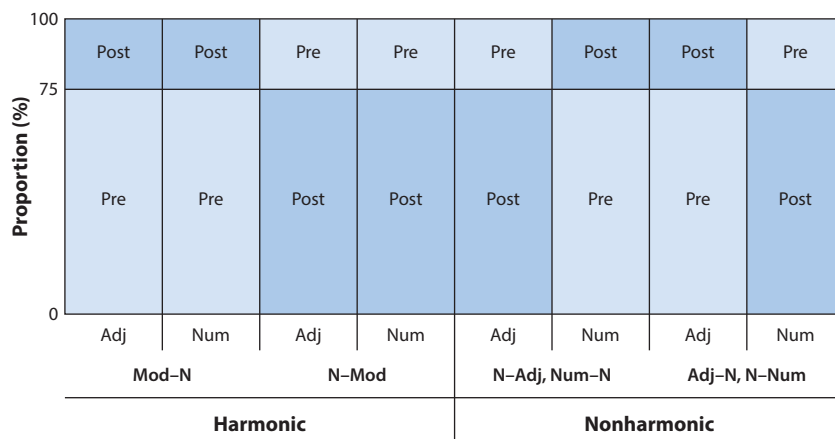 100
Post Post Pre Pre Pre Post Post Pre
75
Proportion (%)
Pre Pre Post Post Post Pre Pre Post
0
Adj Num Adj Num Adj Num Adj Num
Mod–N N–Mod N–Adj, Num–N Adj–N, N–Num
Harmonic Nonharmonic